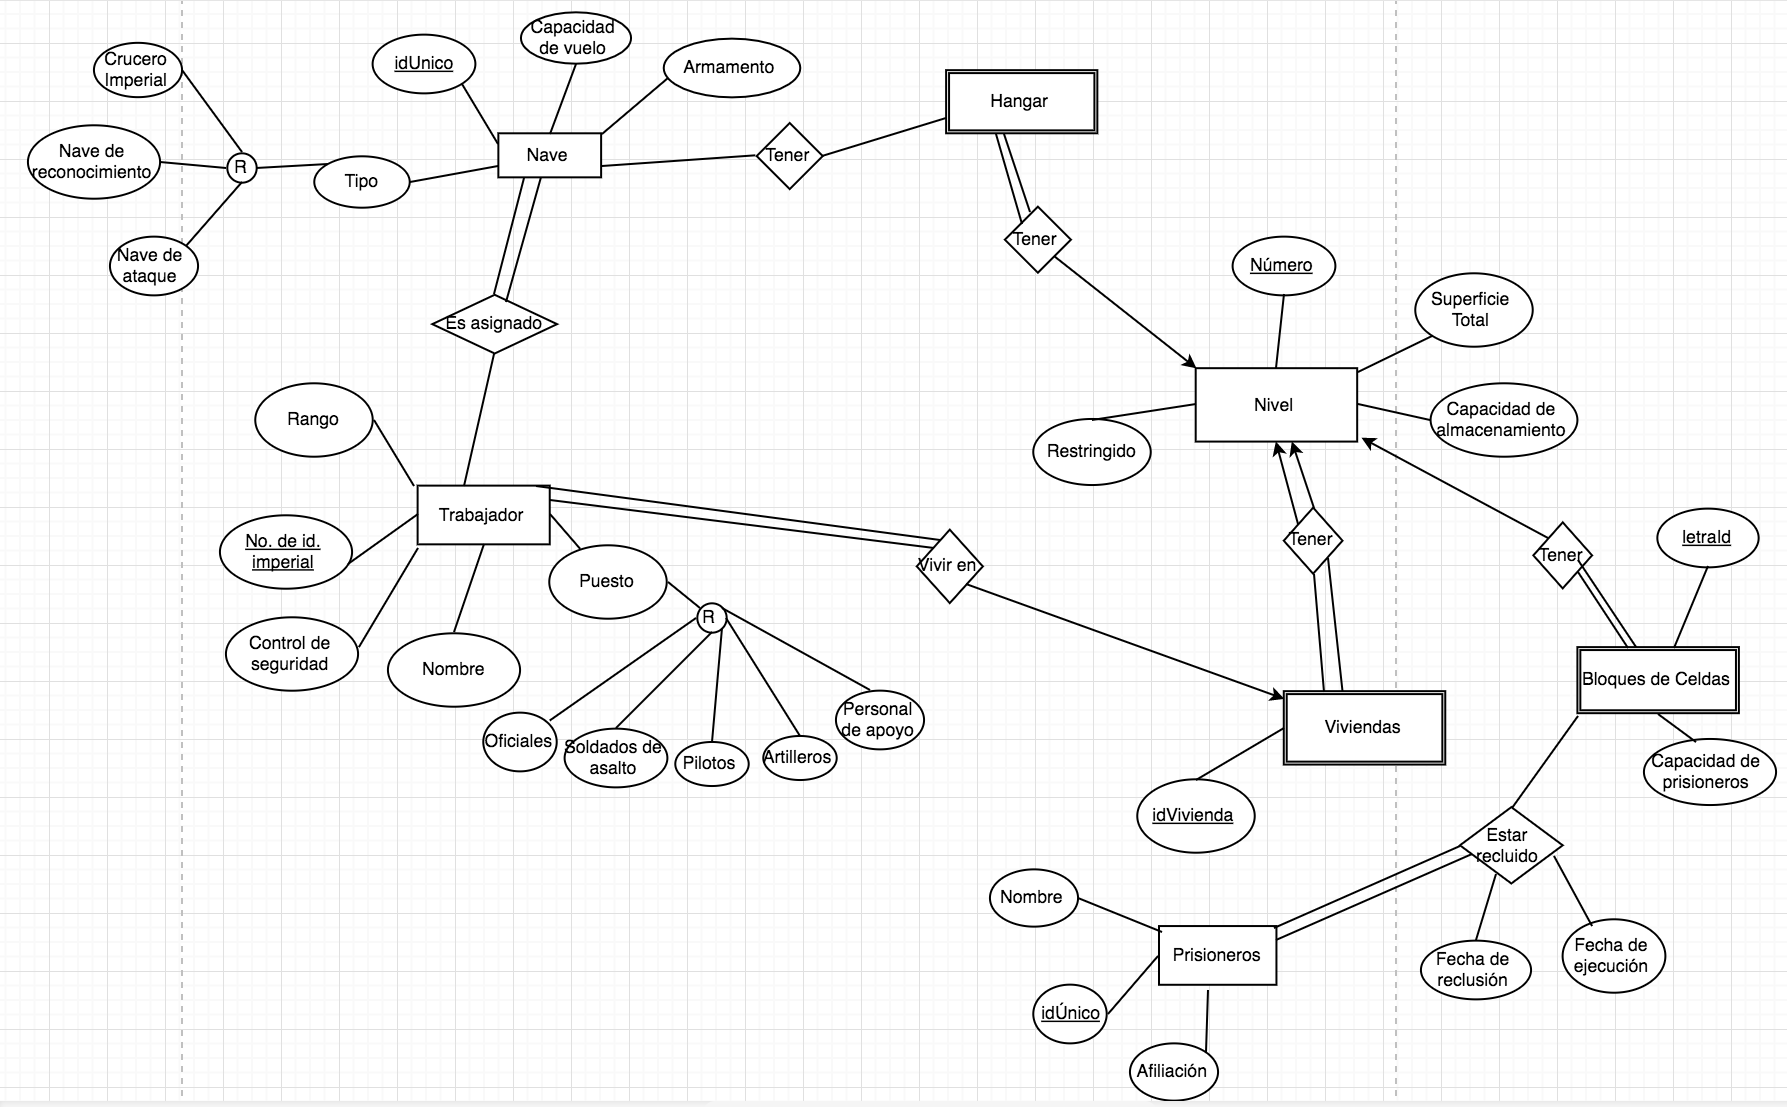 Crucero
Imperial
idUnico
Capacidad
de vuelo
Armamento
Hangar
Nave de
reconocimiento
R
Tipo
Nave
Tener
Nave de
ataque
Tener
Número
Superficie
Total
Es asignado
Rango
Nivel
Capacidad de
almacenamiento
Restringido
Trabajador
No. de id.
imperial
Puesto
Vivir en
Tener
Tener
letraId
R
Control de
seguridad
Nombre
Oficiales
Soldados de
asalto
Pilotos
Artilleros
Personal
de apoyo
Viviendas
Bloques de Celdas
Capacidad de
prisioneros
idVivienda
Estar
recluido
Nombre
Prisioneros
Fecha de
reclusión
Fecha de
ejecución
idÚnico
Afiliación